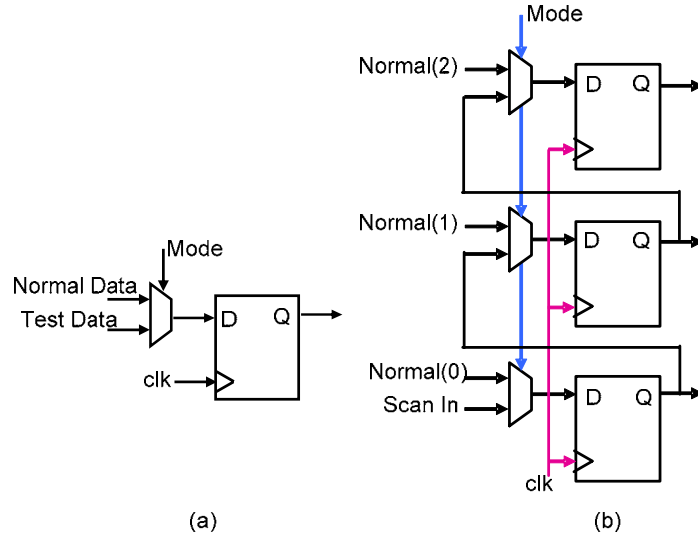 Mode
Normal Data
Test Data
D
Q
clk
(a)
Mode
Normal(2)
D
Q
Normal(1)
D
Q
Normal(0)
Scan In
D
Q
clk
(b)